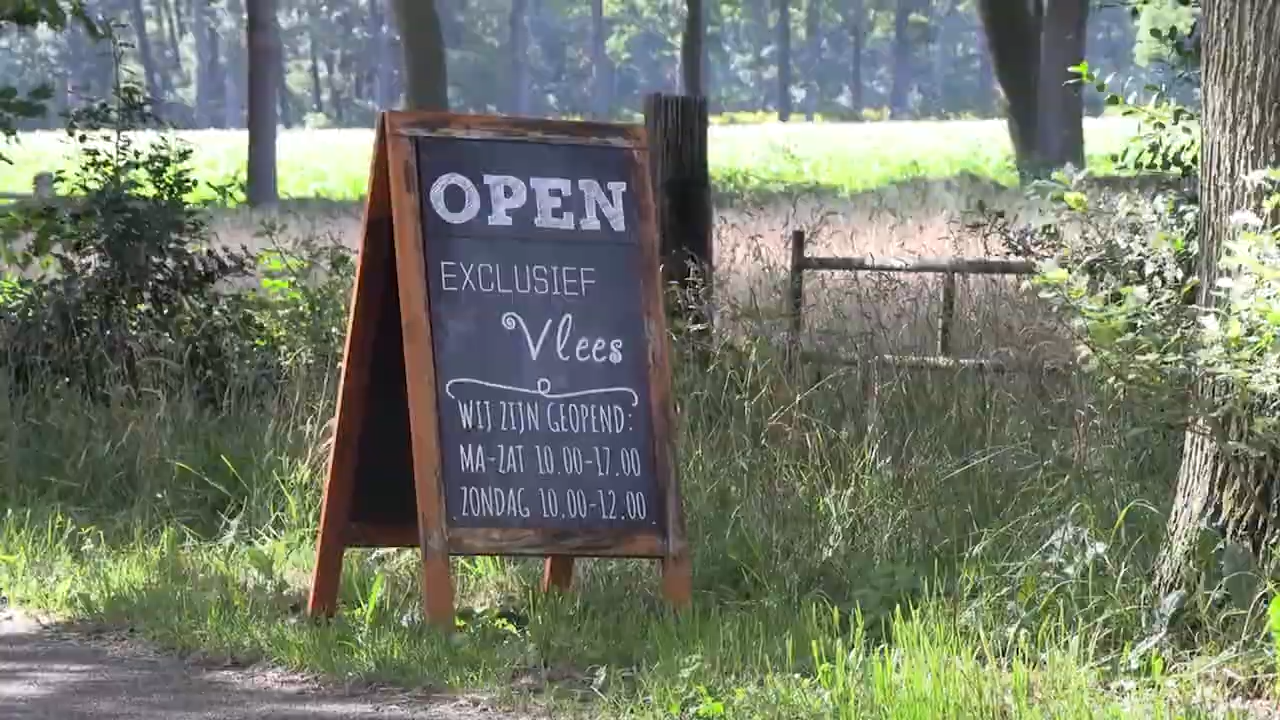 OPEN
EXCLUSIEF
Vlees
WIJ ZIJN GEOPEND:
MA-ZAT 10.00-17.00
ZONDAG 10.00-12.00